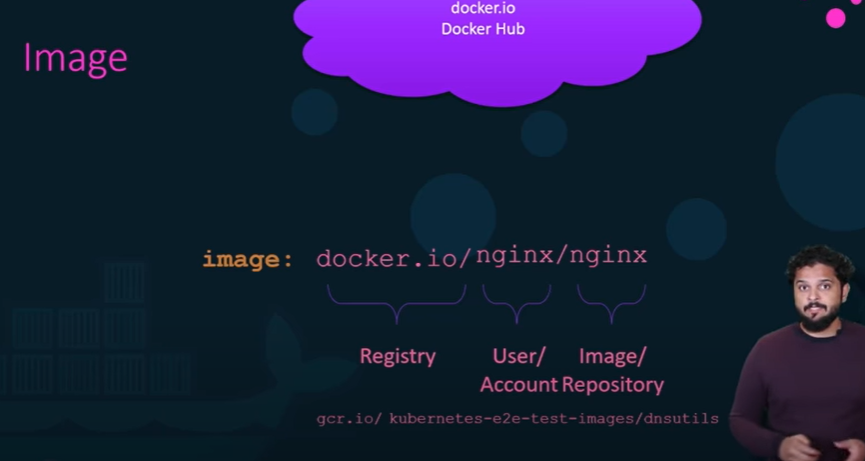 docker.io
Docker Hub
Image
image: docker.io/nginx/nginx
Registry User/ Image/
Account Repository
gcr.io/ kubernetes-e2e-test-images/dnsutils